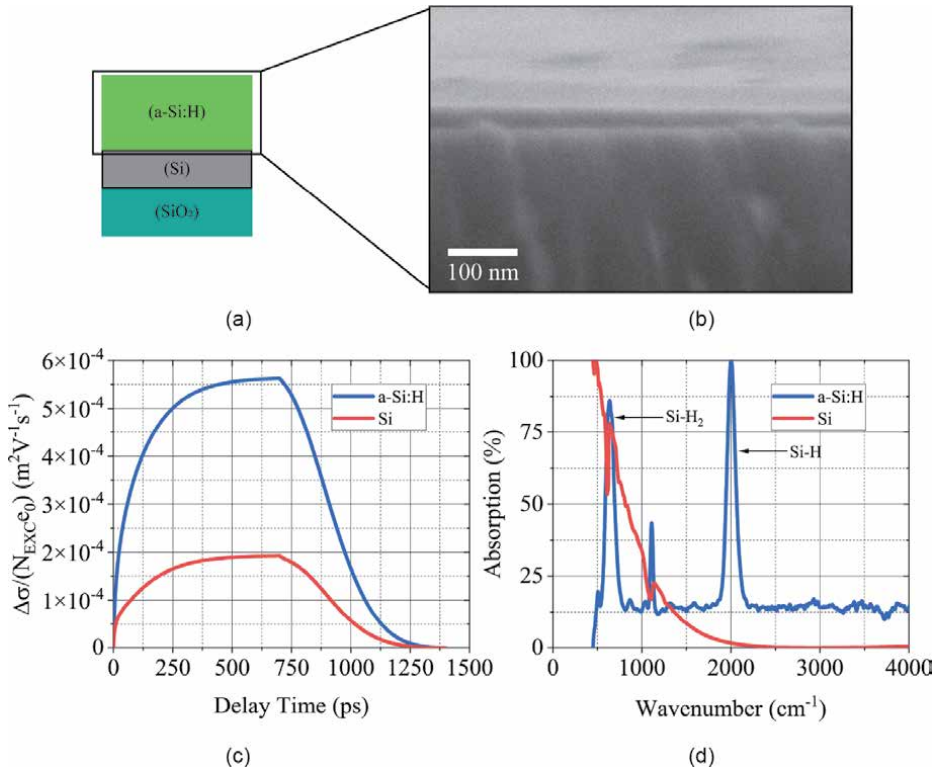 (a-Si:H)
(Si)
(SiO₂)
100 nm
(a)
(b)
6×10⁻⁴
5×10⁻⁴
4×10⁻⁴
3×10⁻⁴
2×10⁻⁴
1×10⁻⁴
0
Δσ/(N_EXC e₀) (m²V⁻¹s⁻¹)
a-Si:H
Si
0 250 500 750 1000 1250 1500
Delay Time (ps)
(c)
100
75
50
25
0
Absorption (%)
a-Si:H
Si
Si-H₂
Si-H
0 1000 2000 3000 4000
Wavenumber (cm⁻¹)
(d)